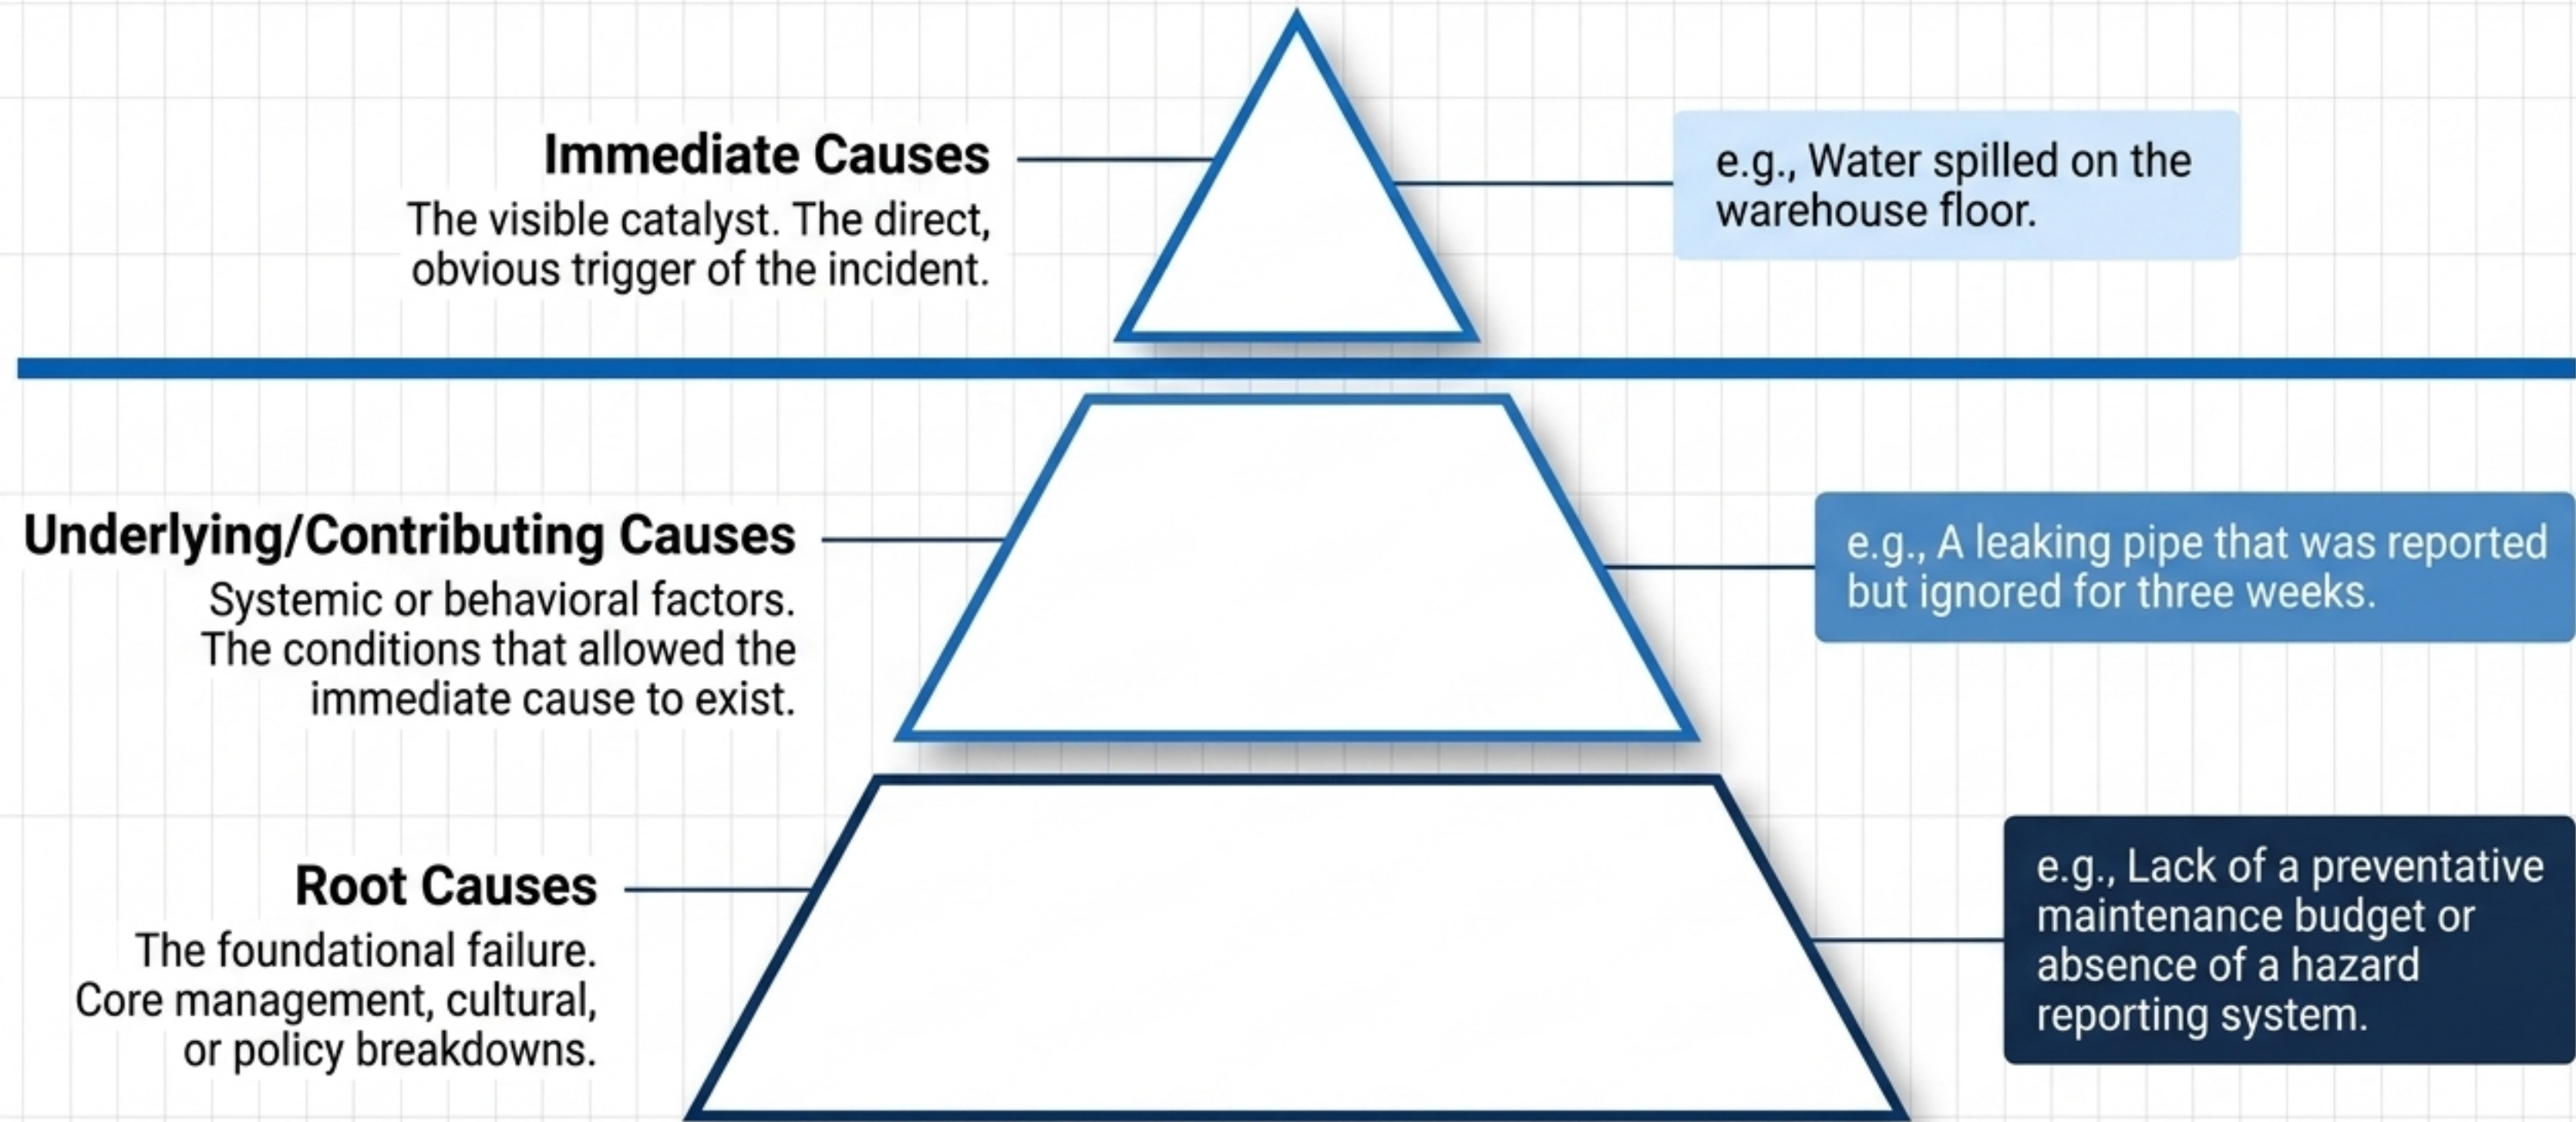 Immediate Causes
The visible catalyst. The direct,
obvious trigger of the incident.
e.g., Water spilled on the
warehouse floor.
Underlying/Contributing Causes
Systemic or behavioral factors.
The conditions that allowed the
immediate cause to exist.
e.g., A leaking pipe that was reported
but ignored for three weeks.
Root Causes
The foundational failure.
Core management, cultural,
or policy breakdowns.
e.g., Lack of a preventative
maintenance budget or
absence of a hazard
reporting system.